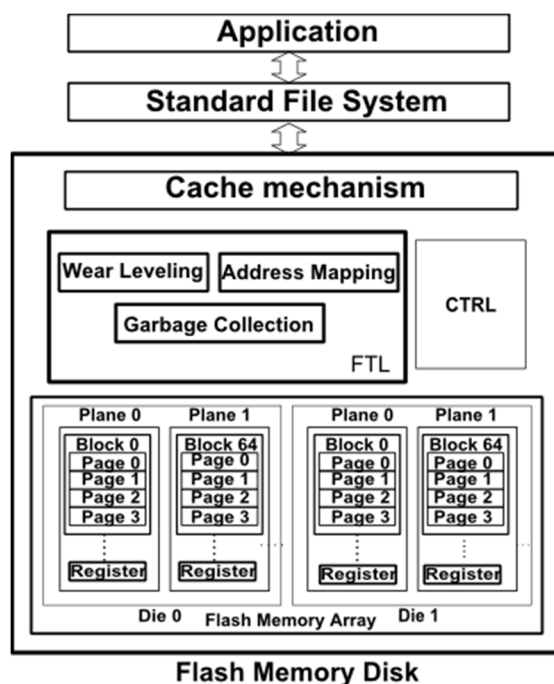 Application
Standard File System
Cache mechanism
Wear Leveling
Address Mapping
Garbage Collection
FTL
CTRL
Plane 0
Plane 1
Plane 0
Plane 1
Block 0
Page 0
Page 1
Page 2
Page 3
Register
Block 64
Page 0
Page 1
Page 2
Page 3
Register
Block 0
Page 0
Page 1
Page 2
Page 3
Register
Block 64
Page 0
Page 1
Page 2
Page 3
Register
Die 0
Flash Memory Array
Die 1
Flash Memory Disk